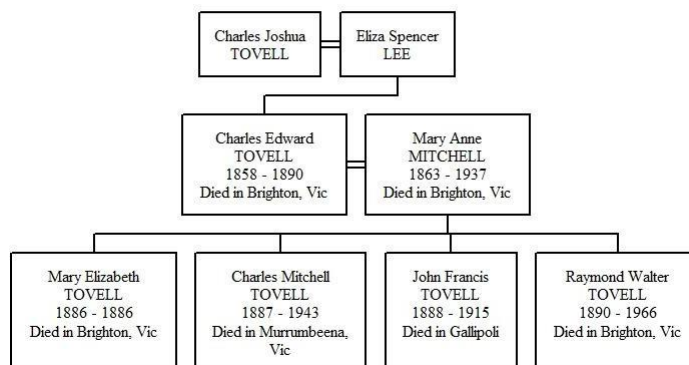 Charles Joshua
TOVELL
Eliza Spencer
LEE
Charles Edward
TOVELL
1858 - 1890
Died in Brighton, Vic
Mary Anne
MITCHELL
1863 - 1937
Died in Brighton, Vic
Mary Elizabeth
TOVELL
1886 - 1886
Died in Brighton, Vic
Charles Mitchell
TOVELL
1887 - 1943
Died in Murrumbeena,
Vic
John Francis
TOVELL
1888 - 1915
Died in Gallipoli
Raymond Walter
TOVELL
1890 - 1966
Died in Brighton, Vic